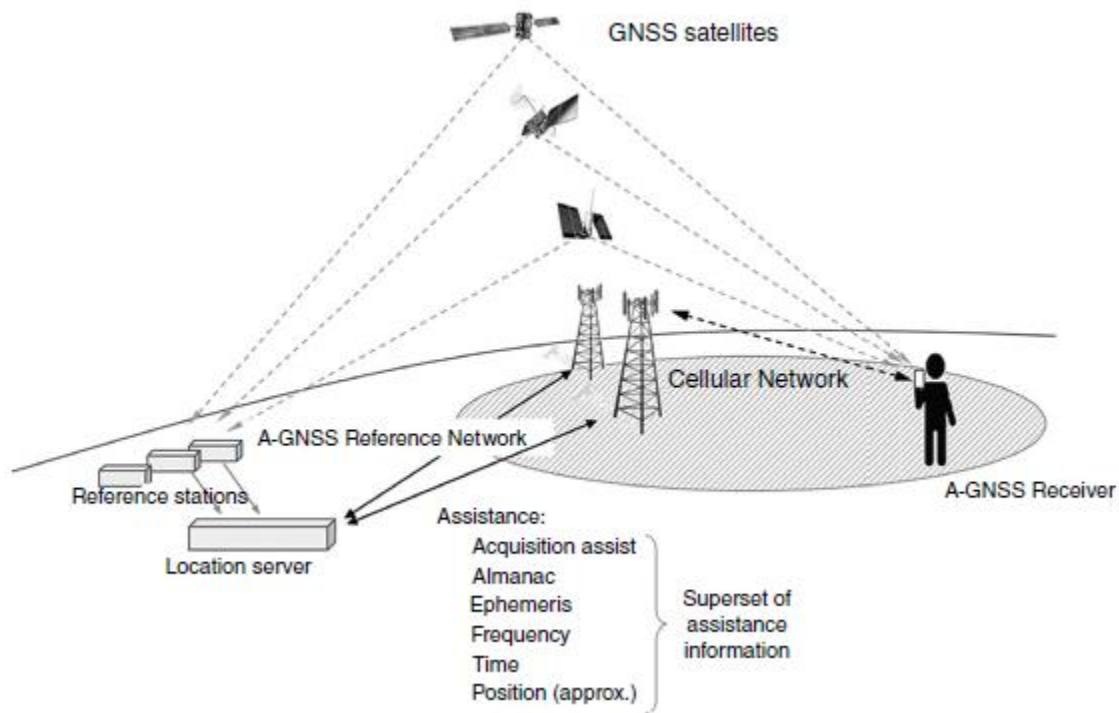 GNSS satellites
Cellular Network
A-GNSS Reference Network
Reference stations
A-GNSS Receiver
Location server
Assistance:
Acquisition assist
Almanac
Ephemeris
Frequency
Time
Position (approx.)
Superset of
assistance
information